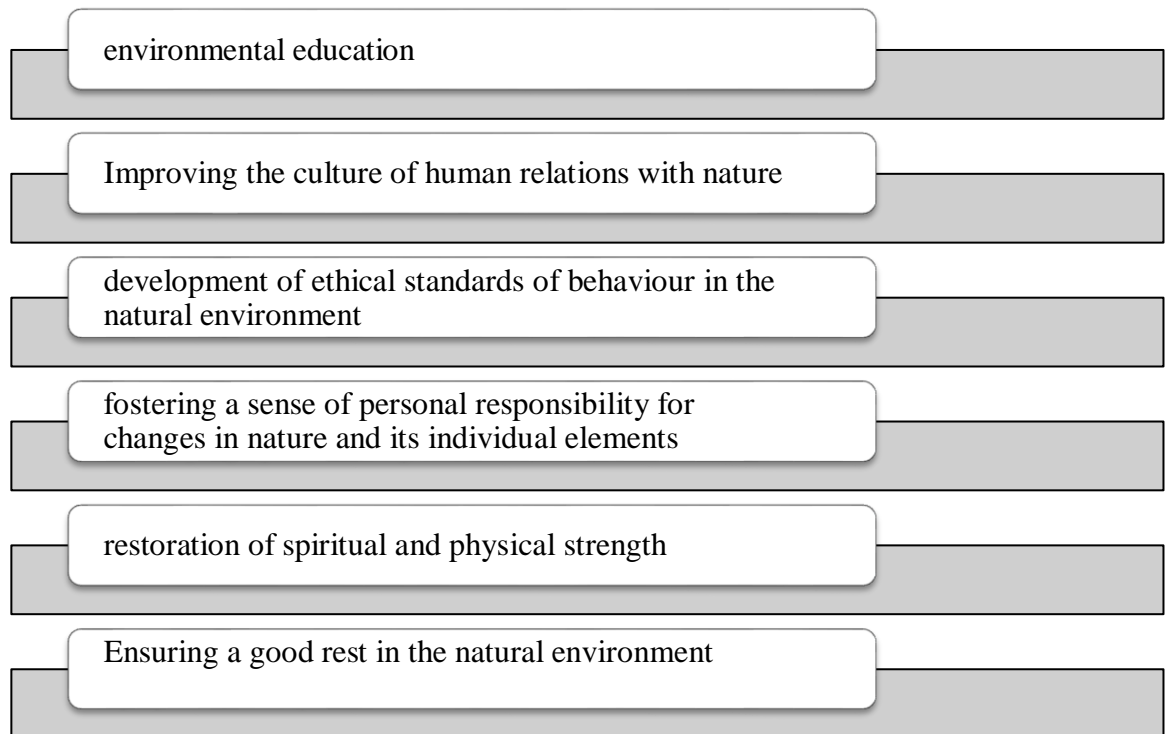 environmental education
Improving the culture of human relations with nature
development of ethical standards of behaviour in the
natural environment
fostering a sense of personal responsibility for
changes in nature and its individual elements
restoration of spiritual and physical strength
Ensuring a good rest in the natural environment